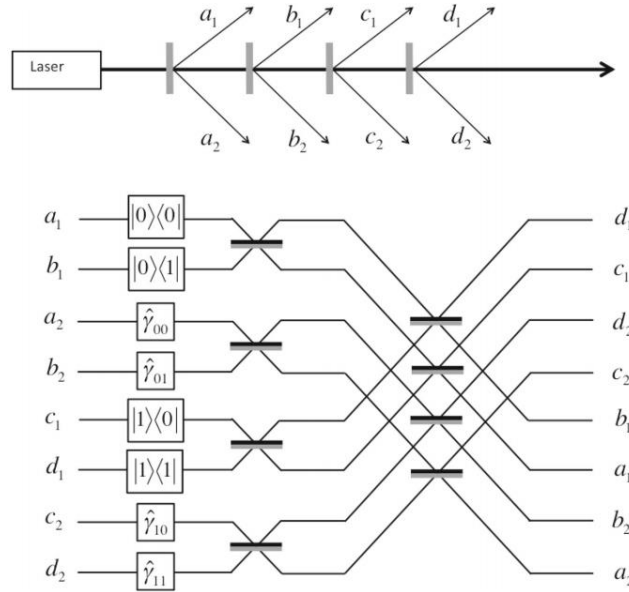 a₁ b₁ c₁ d₁
Laser
a₂ b₂ c₂ d₂
a₁ |0⟩⟨0| d₁
b₁ |0⟩⟨1| c₁
a₂ γ̂₀₀ d₂
b₂ γ̂₀₁ c₂
c₁ |1⟩⟨0| b₁
d₁ |1⟩⟨1| a₁
c₂ γ̂₁₀ b₂
d₂ γ̂₁₁ a₂